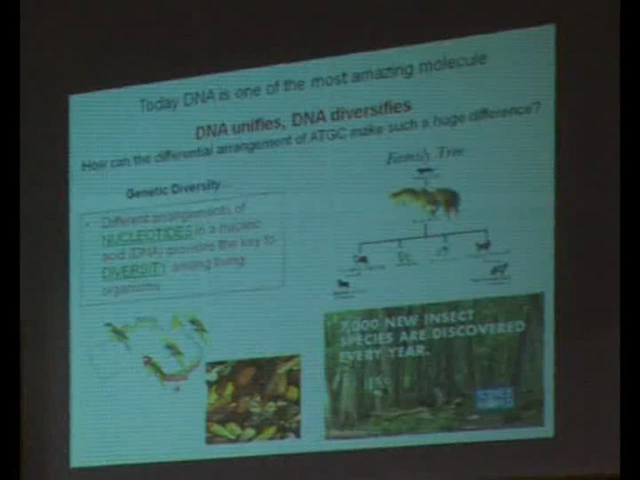 Today DNA is one of the most amazing molecule
DNA unifies, DNA diversifies
How can the differential arrangement of ATGC make such a huge difference?
Genetic Diversity...
Different arrangements of
NUCLEOTIDES in a nucleic
acid (DNA) provides the key to
DIVERSITY among living
organisms
Family Tree
7,000 NEW INSECT
SPECIES ARE DISCOVERED
EVERY YEAR.